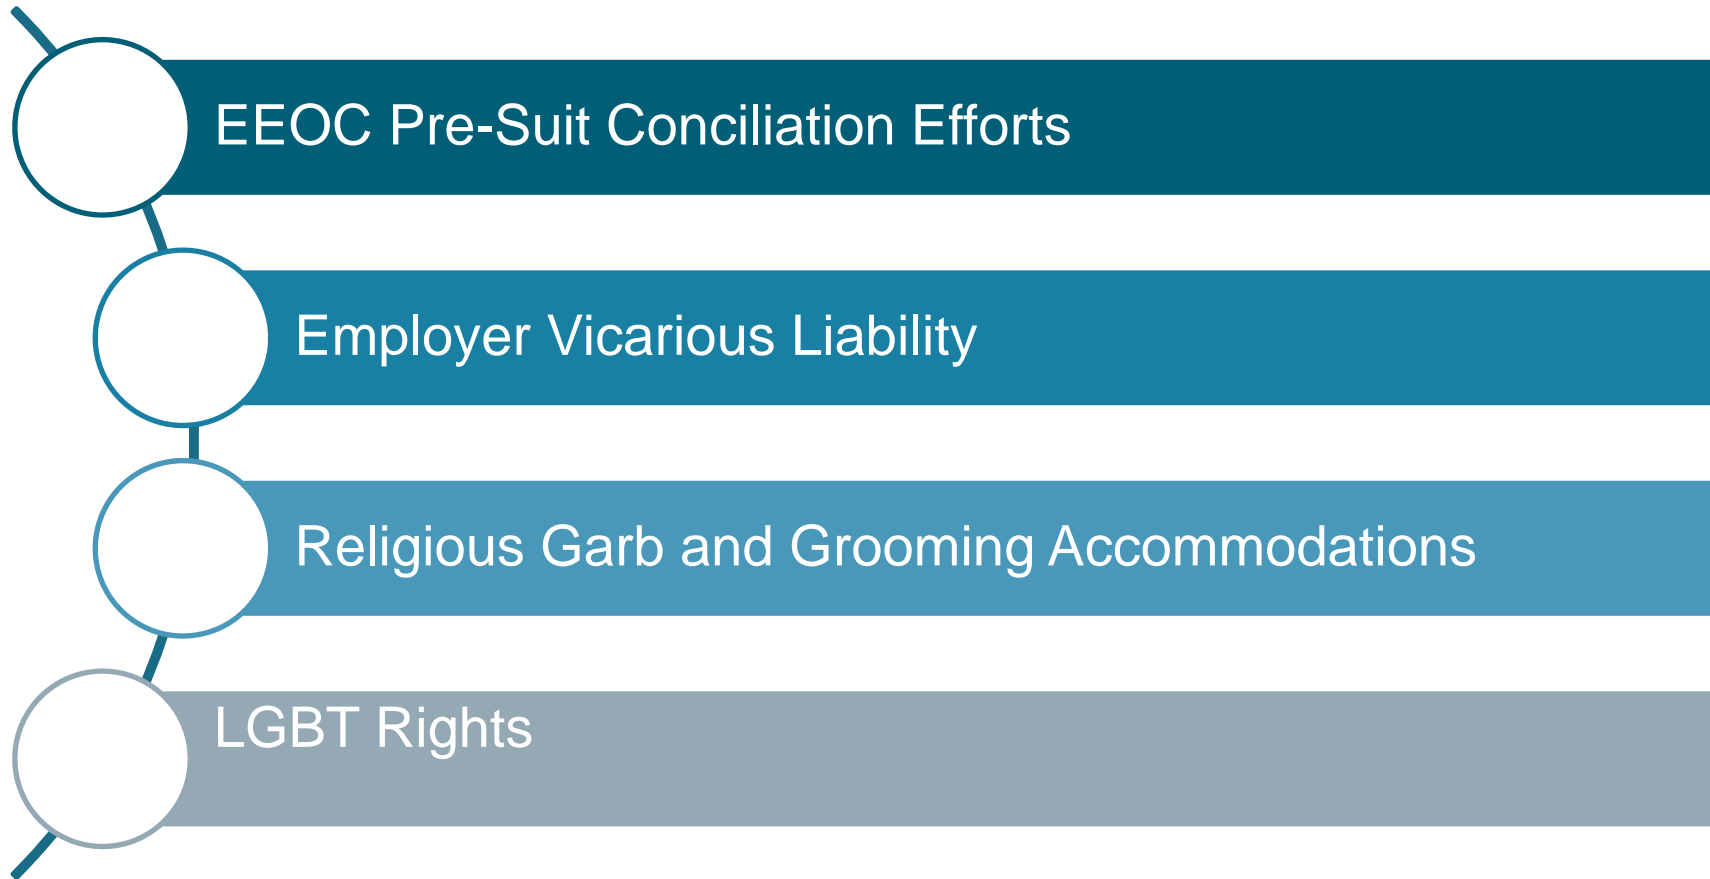 EEOC Pre-Suit Conciliation Efforts
Employer Vicarious Liability
Religious Garb and Grooming Accommodations
LGBT Rights